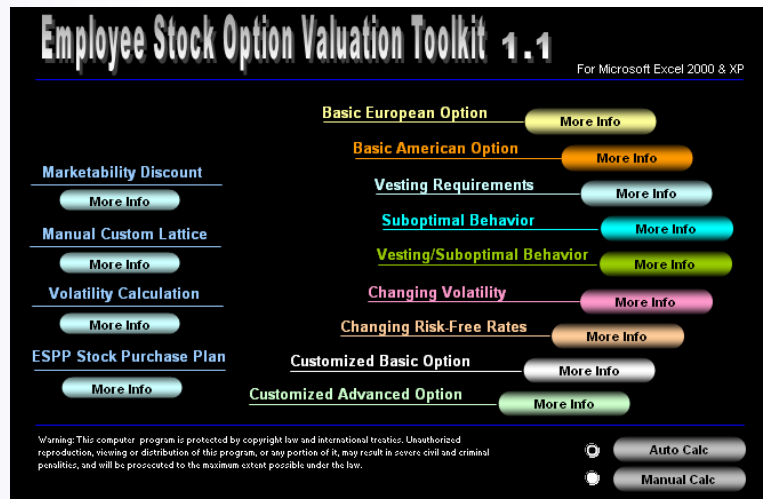 Employee Stock Option Valuation Toolkit 1.1
For Microsoft Excel 2000 & XP
Basic European Option
More Info
Basic American Option
More Info
Marketability Discount
More Info
Vesting Requirements
More Info
Suboptimal Behavior
More Info
Manual Custom Lattice
More Info
Vesting/Suboptimal Behavior
More Info
Volatility Calculation
More Info
Changing Volatility
More Info
Changing Risk-Free Rates
More Info
ESPP Stock Purchase Plan
More Info
Customized Basic Option
More Info
Customized Advanced Option
More Info
Warning: This computer program is protected by copyright law and international treaties. Unauthorized
reproduction, viewing or distribution of this program, or any portion of it, may result in severe civil and criminal
penalities, and will be prosecuted to the maximum extent possible under the law.
Auto Calc
Manual Calc